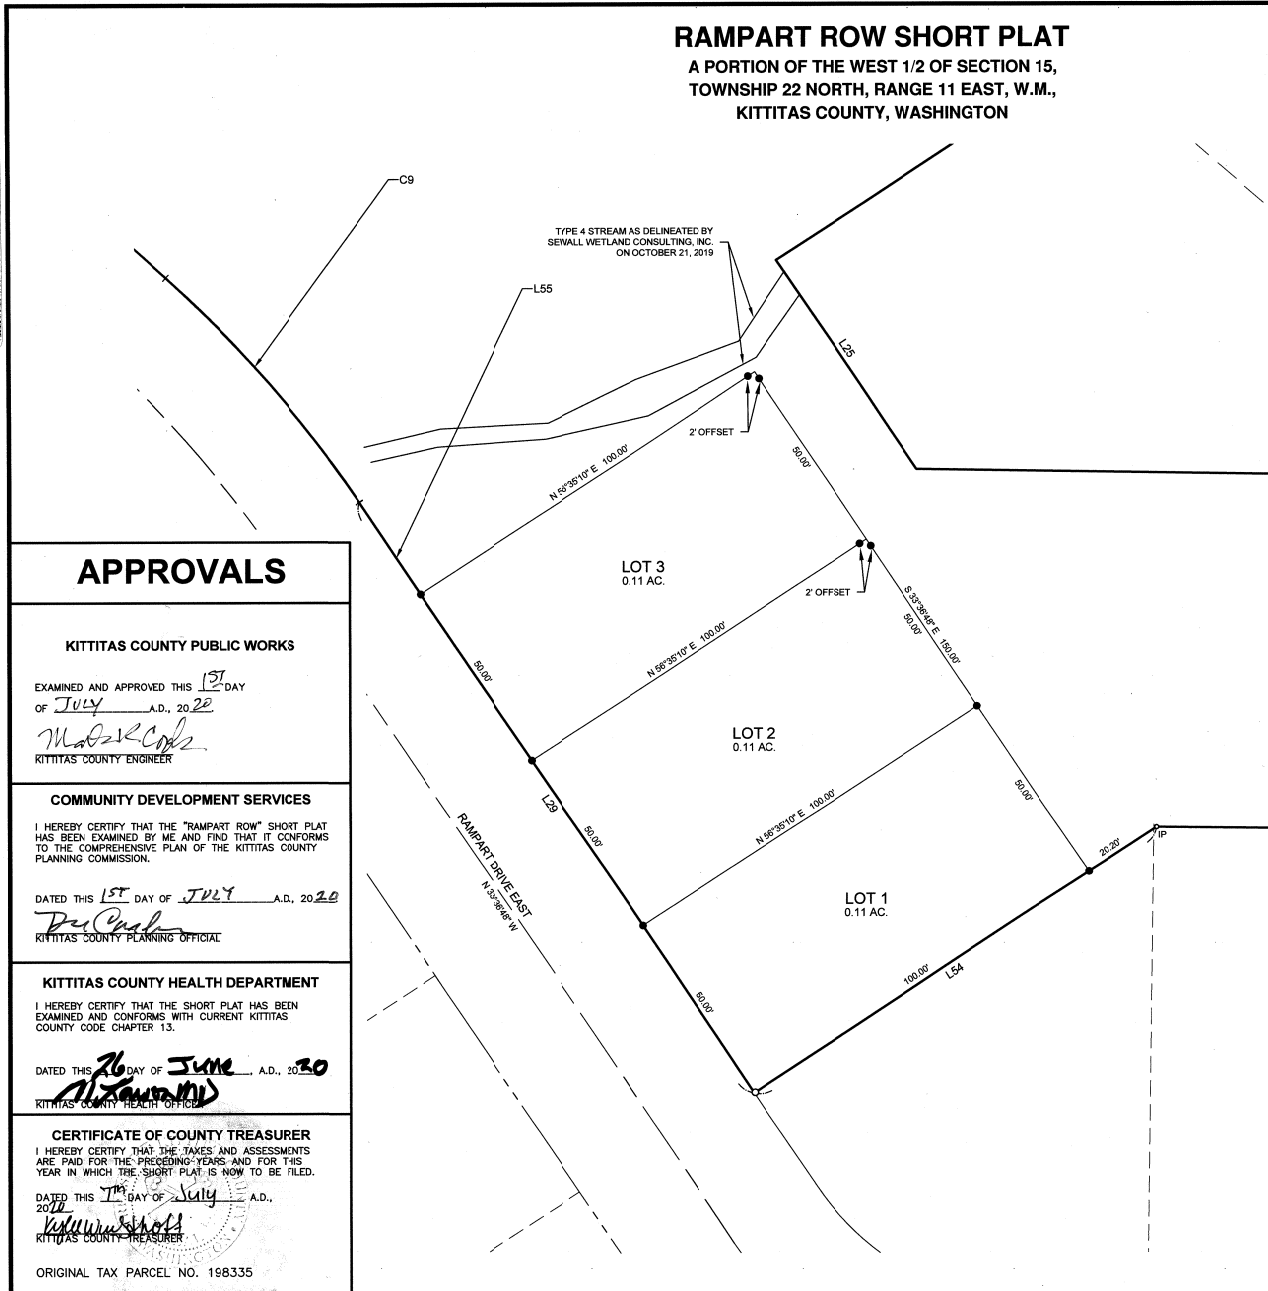 RAMPART ROW SHORT PLAT
A PORTION OF THE WEST 1/2 OF SECTION 15,
TOWNSHIP 22 NORTH, RANGE 11 EAST, W.M.,
KITTITAS COUNTY, WASHINGTON
C9
TYPE 4 STREAM AS DELINEATED BY
SEWALL WETLAND CONSULTING, INC.
ON OCTOBER 21, 2019
L55
L25
2' OFFSET
N 56°35'10" E 100.00'
50.00'
LOT 3
0.11 AC.
2' OFFSET
S 33°36'48" E 150.00'
50.00'
N 56°35'10" E 100.00'
50.00'
LOT 2
0.11 AC.
L29
50.00'
N 56°35'10" E 100.00'
50.00'
20.20'
IP
RAMPART DRIVE EAST
N 33°36'48" W
LOT 1
0.11 AC.
100.00'
L54
50.00'
APPROVALS
KITTITAS COUNTY PUBLIC WORKS
EXAMINED AND APPROVED THIS 1ST DAY
OF JULY A.D., 2020
KITTITAS COUNTY ENGINEER
COMMUNITY DEVELOPMENT SERVICES
I HEREBY CERTIFY THAT THE "RAMPART ROW" SHORT PLAT
HAS BEEN EXAMINED BY ME AND FIND THAT IT CONFORMS
TO THE COMPREHENSIVE PLAN OF THE KITTITAS COUNTY
PLANNING COMMISSION.
DATED THIS 1ST DAY OF JULY A.D., 2020
KITTITAS COUNTY PLANNING OFFICIAL
KITTITAS COUNTY HEALTH DEPARTMENT
I HEREBY CERTIFY THAT THE SHORT PLAT HAS BEEN
EXAMINED AND CONFORMS WITH CURRENT KITTITAS
COUNTY CODE CHAPTER 13.
DATED THIS 26 DAY OF June, A.D., 2020
KITTITAS COUNTY HEALTH OFFICER
CERTIFICATE OF COUNTY TREASURER
I HEREBY CERTIFY THAT THE TAXES AND ASSESSMENTS
ARE PAID FOR THE PRECEDING YEARS AND FOR THIS
YEAR IN WHICH THE SHORT PLAT IS NOW TO BE FILED.
DATED THIS 7th DAY OF July A.D.,
2020
KITTITAS COUNTY TREASURER
ORIGINAL TAX PARCEL NO. 198335